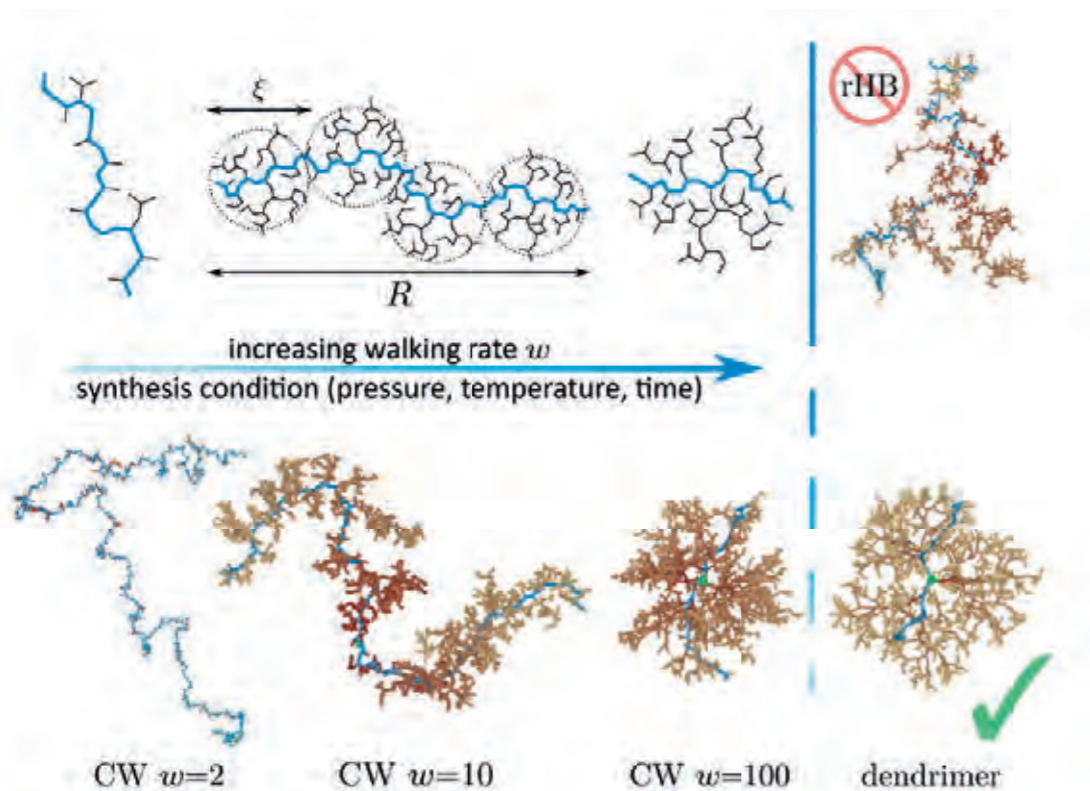 ξ
rHB
R
increasing walking rate w
synthesis condition (pressure, temperature, time)
CW w=2
CW w=10
CW w=100
dendrimer